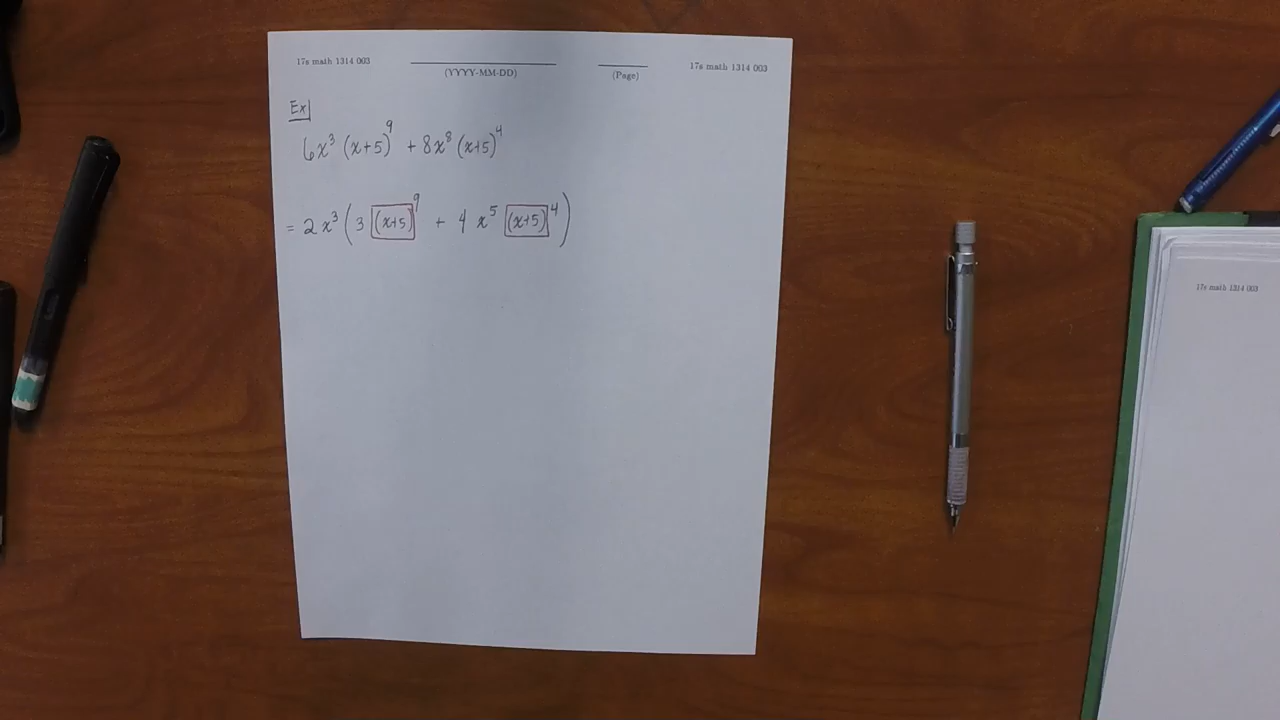 17s math 1314 003 (YYYY-MM-DD) (Page) 17s math 1314 003
Ex
6x³ (x+5)⁹ + 8x⁸ (x+5)⁴
= 2x³ (3 (x+5)⁹ + 4 x⁵ (x+5)⁴)
17s math 1314 003